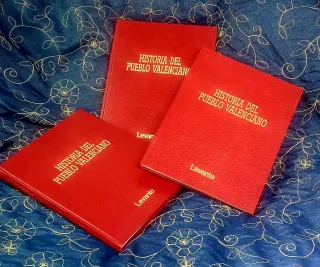 HISTORIA DEL
PUEBLO VALENCIANO
Levante
HISTORIA DEL
PUEBLO VALENCIANO
Levante
HISTORIA DEL
PUEBLO VALENCIANO
Levante